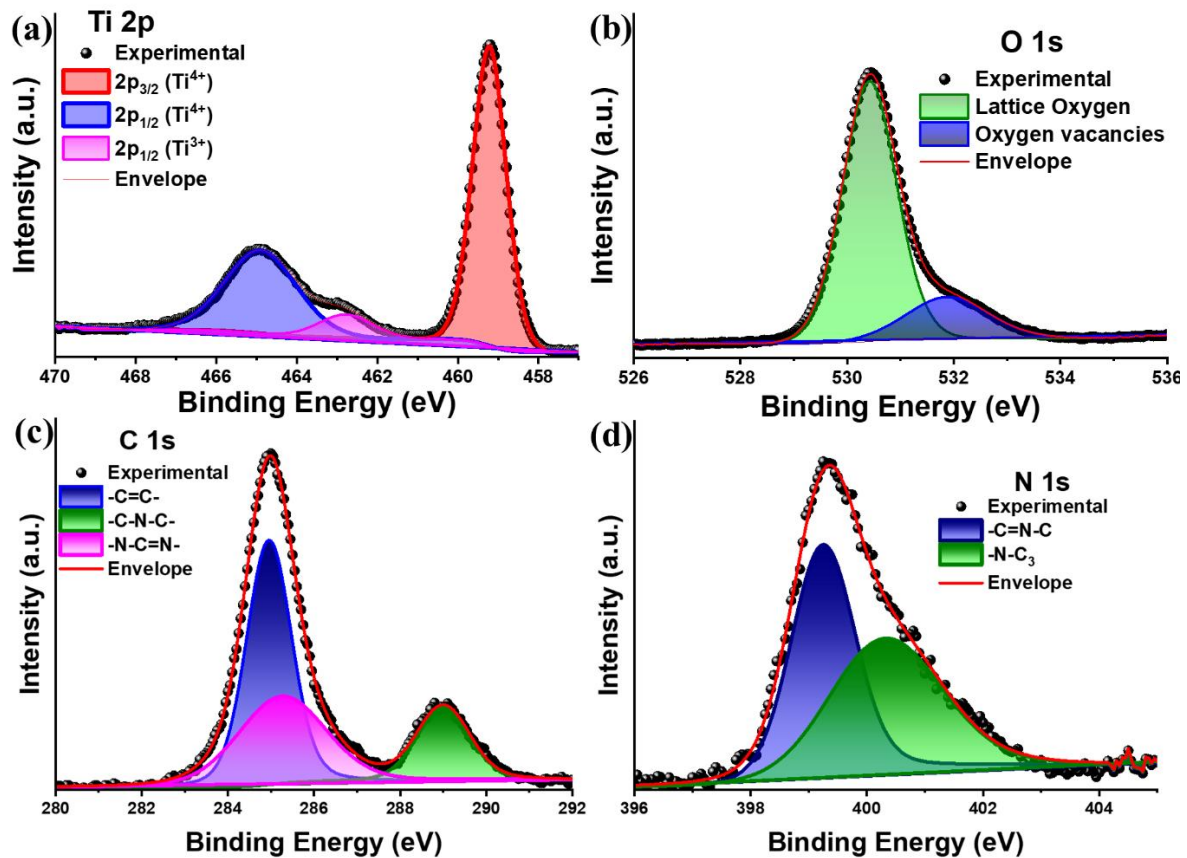 (a)
Ti 2p
Experimental
2p3/2 (Ti4+)
2p1/2 (Ti4+)
2p1/2 (Ti3+)
Envelope
Intensity (a.u.)
470 468 466 464 462 460 458
Binding Energy (eV)
(b)
O 1s
Experimental
Lattice Oxygen
Oxygen vacancies
Envelope
Intensity (a.u.)
526 528 530 532 534 536
Binding Energy (eV)
(c)
C 1s
Experimental
-C=C-
-C-N-C-
-N-C=N-
Envelope
Intensity (a.u.)
280 282 284 286 288 290 292
Binding Energy (eV)
(d)
N 1s
Experimental
-C=N-C
-N-C3
Envelope
Intensity (a.u.)
396 398 400 402 404
Binding Energy (eV)